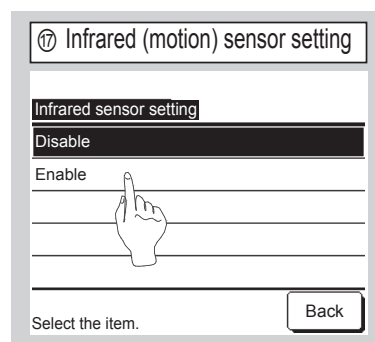 ⑰ Infrared (motion) sensor setting
Infrared sensor setting
Disable
Enable
Select the item.
Back